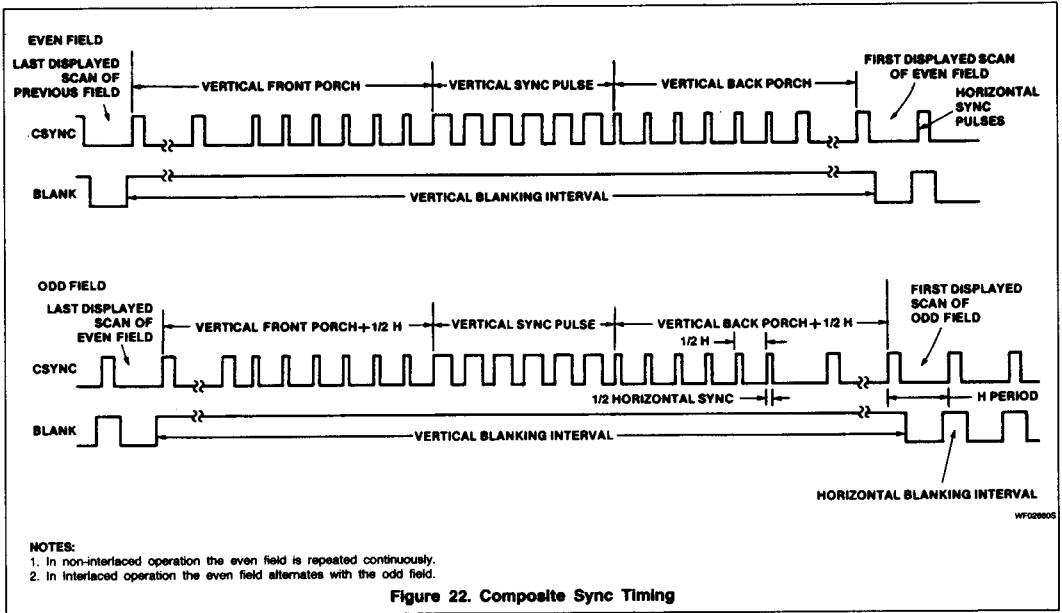 EVEN FIELD
LAST DISPLAYED
SCAN OF
PREVIOUS FIELD
VERTICAL FRONT PORCH
VERTICAL SYNC PULSE
VERTICAL BACK PORCH
FIRST DISPLAYED SCAN
OF EVEN FIELD
HORIZONTAL
SYNC
PULSES
CSYNC
BLANK
VERTICAL BLANKING INTERVAL
ODD FIELD
LAST DISPLAYED
SCAN OF
EVEN FIELD
VERTICAL FRONT PORCH+1/2 H
VERTICAL SYNC PULSE
VERTICAL BACK PORCH+1/2 H
FIRST DISPLAYED
SCAN OF
ODD FIELD
1/2 H
CSYNC
1/2 HORIZONTAL SYNC
H PERIOD
BLANK
VERTICAL BLANKING INTERVAL
HORIZONTAL BLANKING INTERVAL
WF02660S
NOTES:
1. In non-interlaced operation the even field is repeated continuously.
2. In interlaced operation the even field alternates with the odd field.
Figure 22. Composite Sync Timing